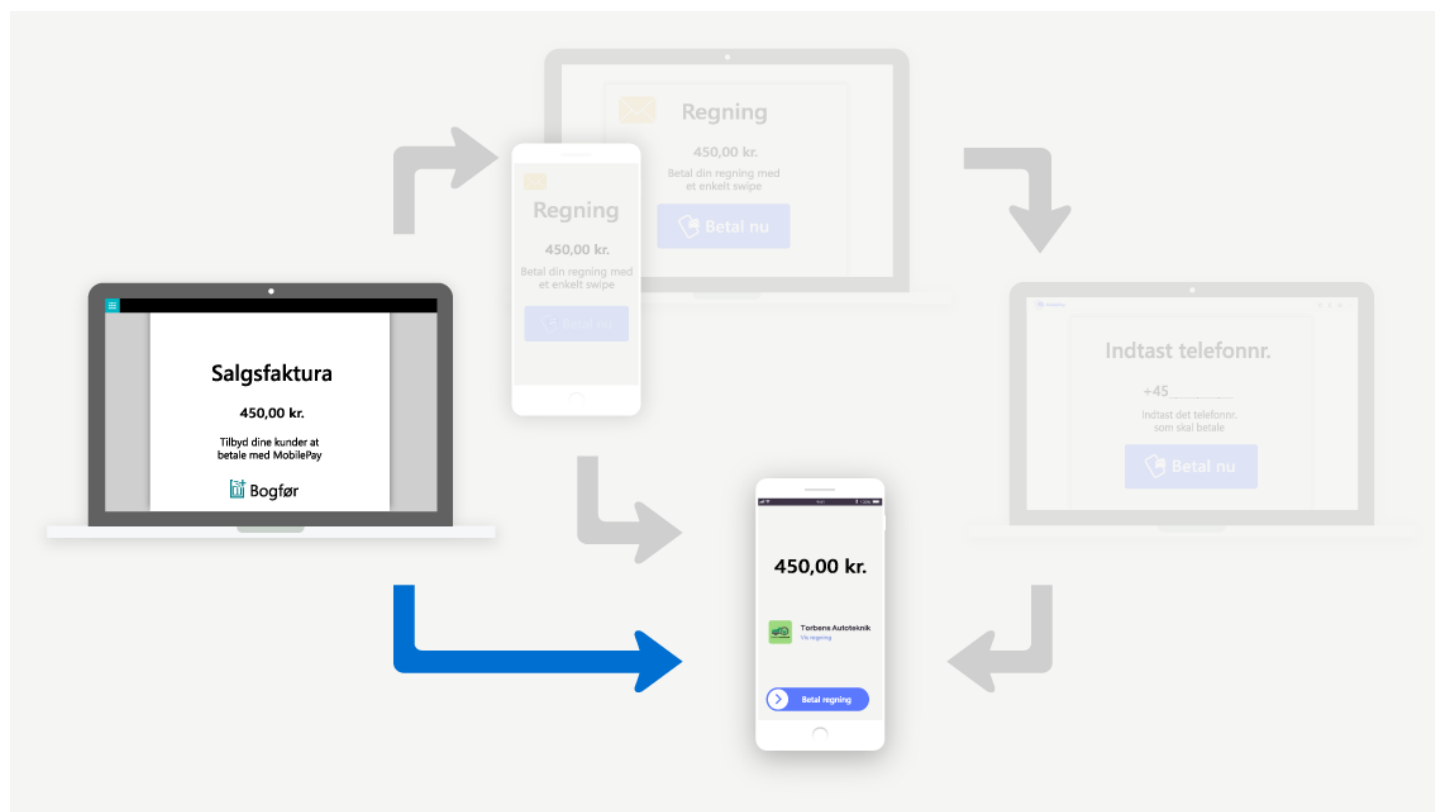 Regning
450,00 kr.
Betal din regning med
et enkelt swipe
Betal nu
Regning
450,00 kr.
Betal din regning med
et enkelt swipe
Betal nu
Salgsfaktura
450,00 kr.
Tilbyd dine kunder at
betale med MobilePay
Bogfør
Indtast telefonnr.
+45
Indtast det telefonnr.
som skal betale
Betal nu
450,00 kr.
Torbens Autoteknik
Vis regning
Betal regning